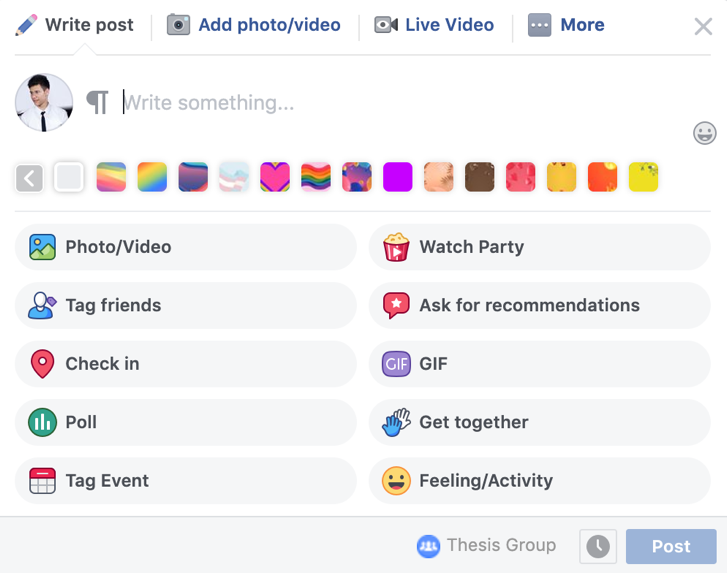 Write post Add photo/video Live Video More
Write something...
Photo/Video Watch Party
Tag friends Ask for recommendations
Check in GIF GIF
Poll Get together
Tag Event Feeling/Activity
Thesis Group Post